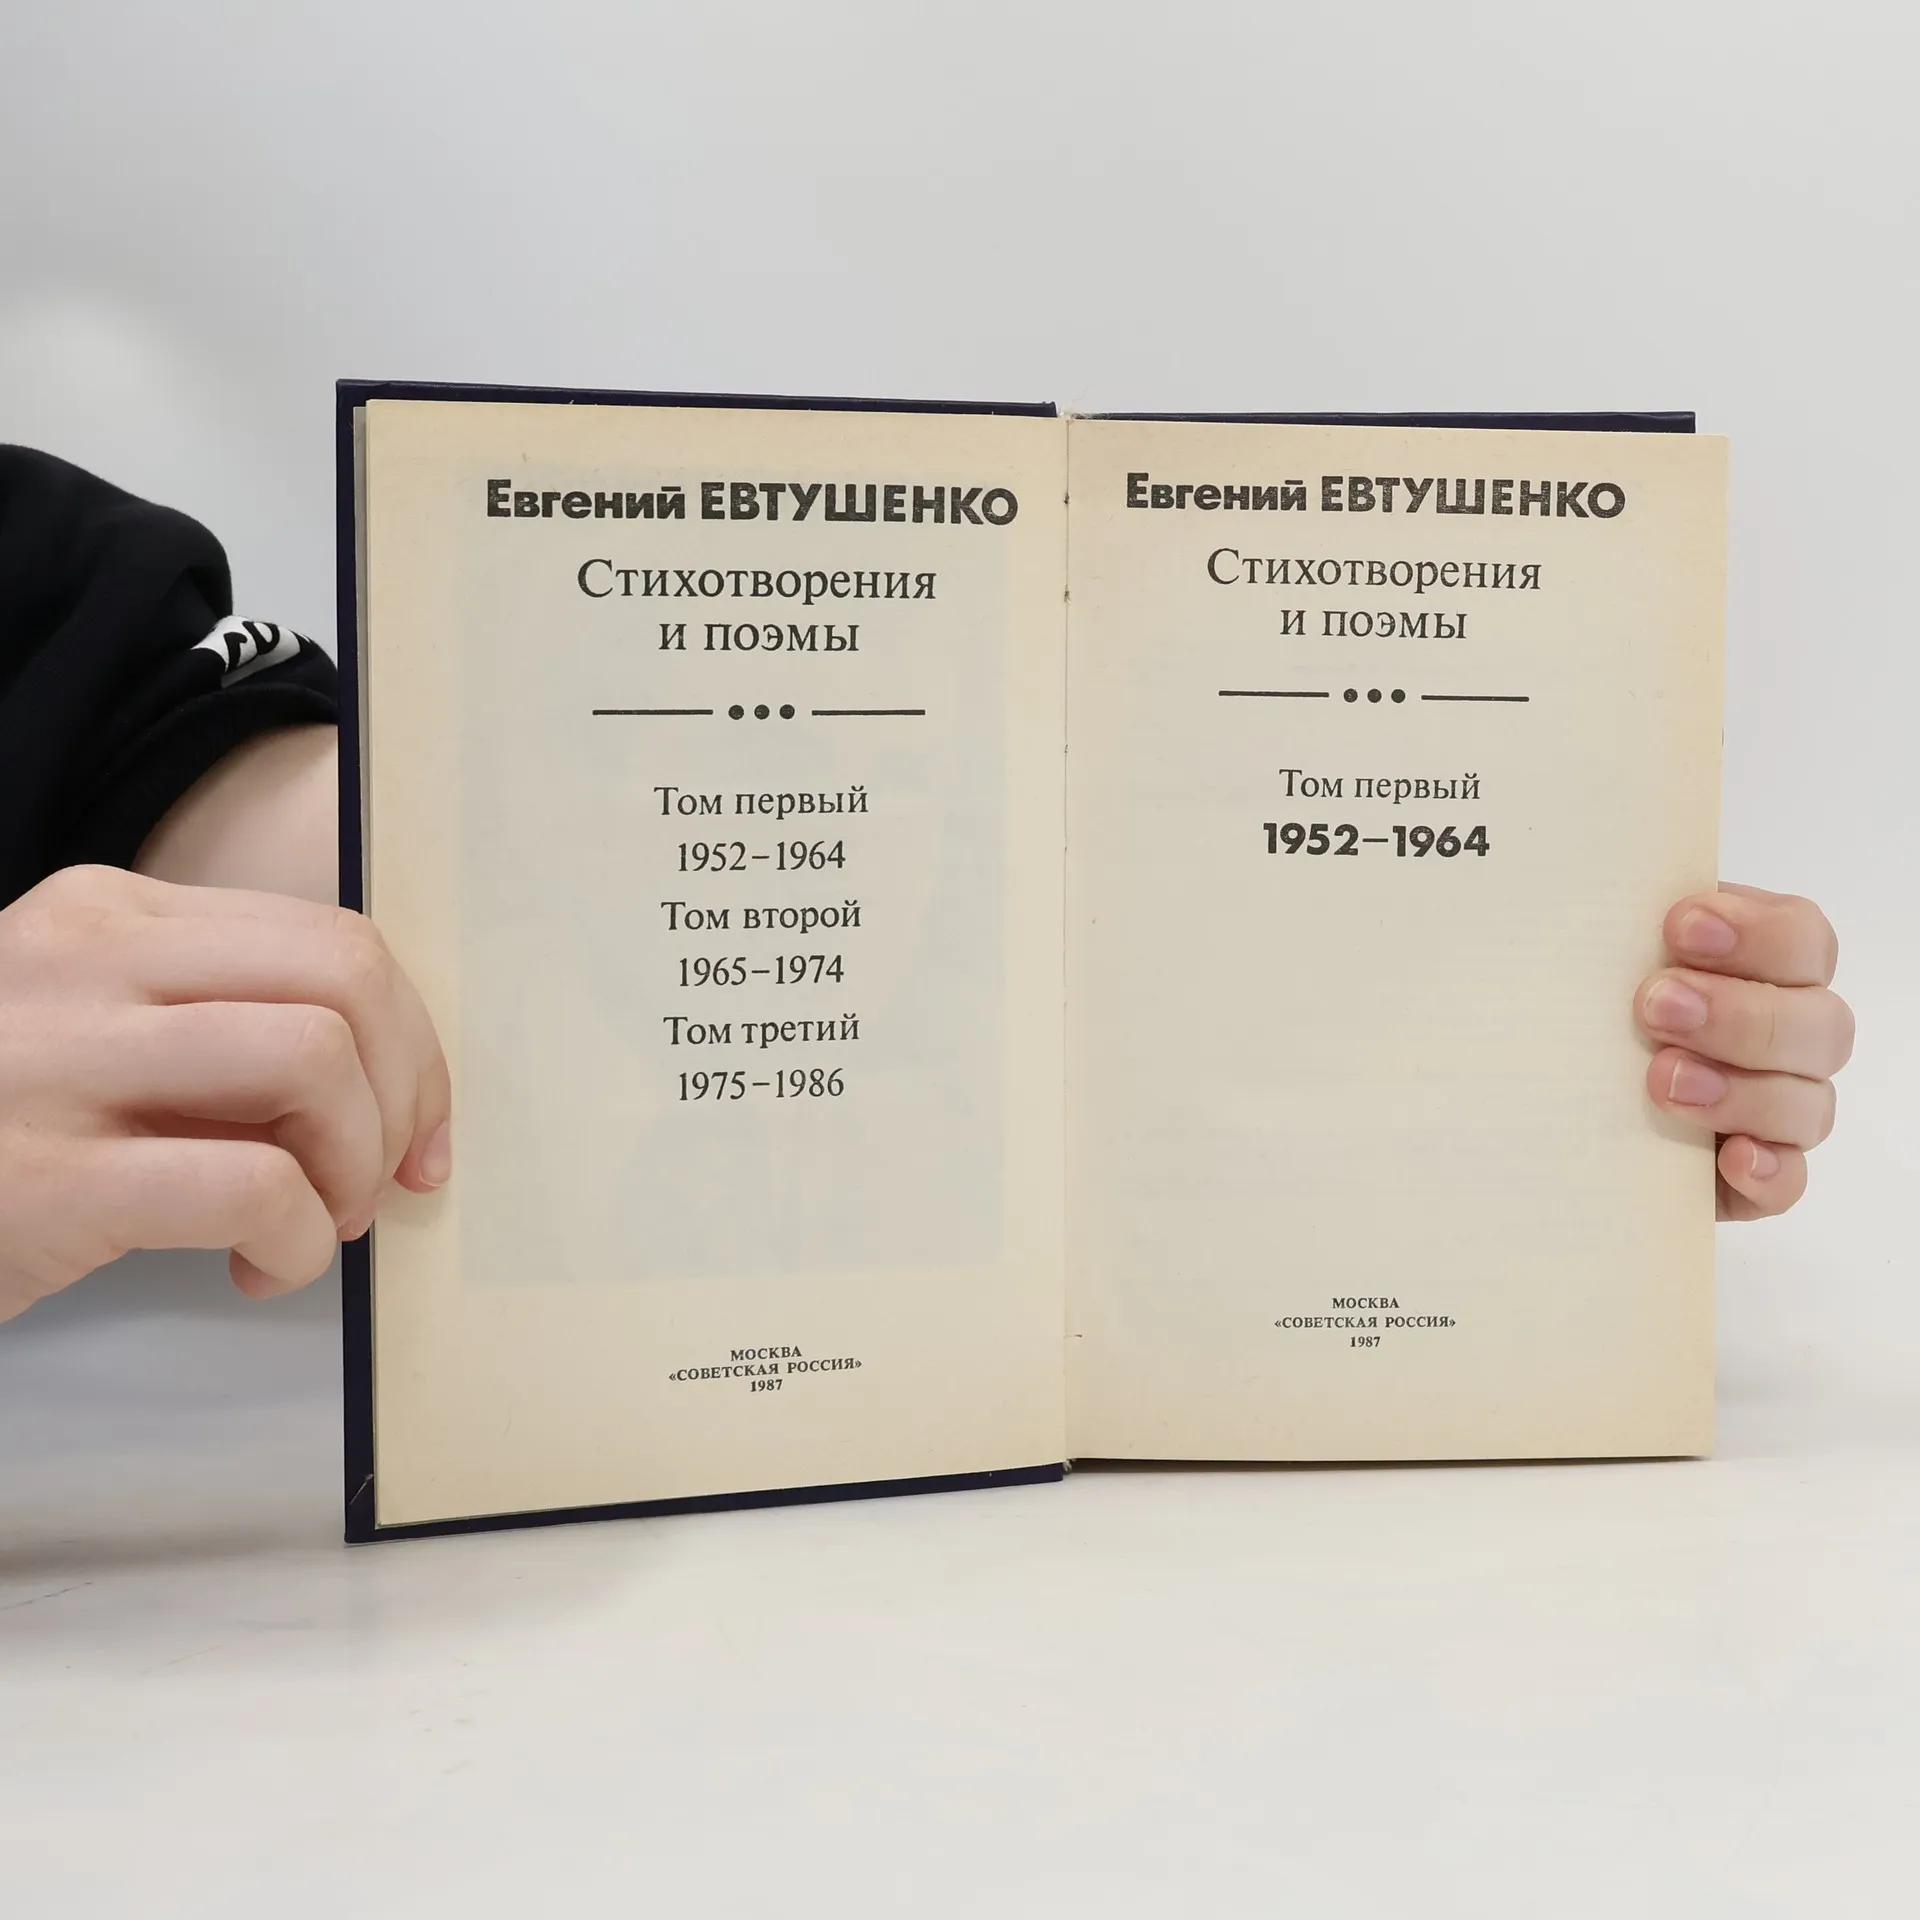 Евгений ЕВТУШЕНКО
Стихотворения
и поэмы
Том первый
1952–1964
Том второй
1965–1974
Том третий
1975–1986
МОСКВА
«СОВЕТСКАЯ РОССИЯ»
1987
Евгений ЕВТУШЕНКО
Стихотворения
и поэмы
Том первый
1952–1964
МОСКВА
«СОВЕТСКАЯ РОССИЯ»
1987